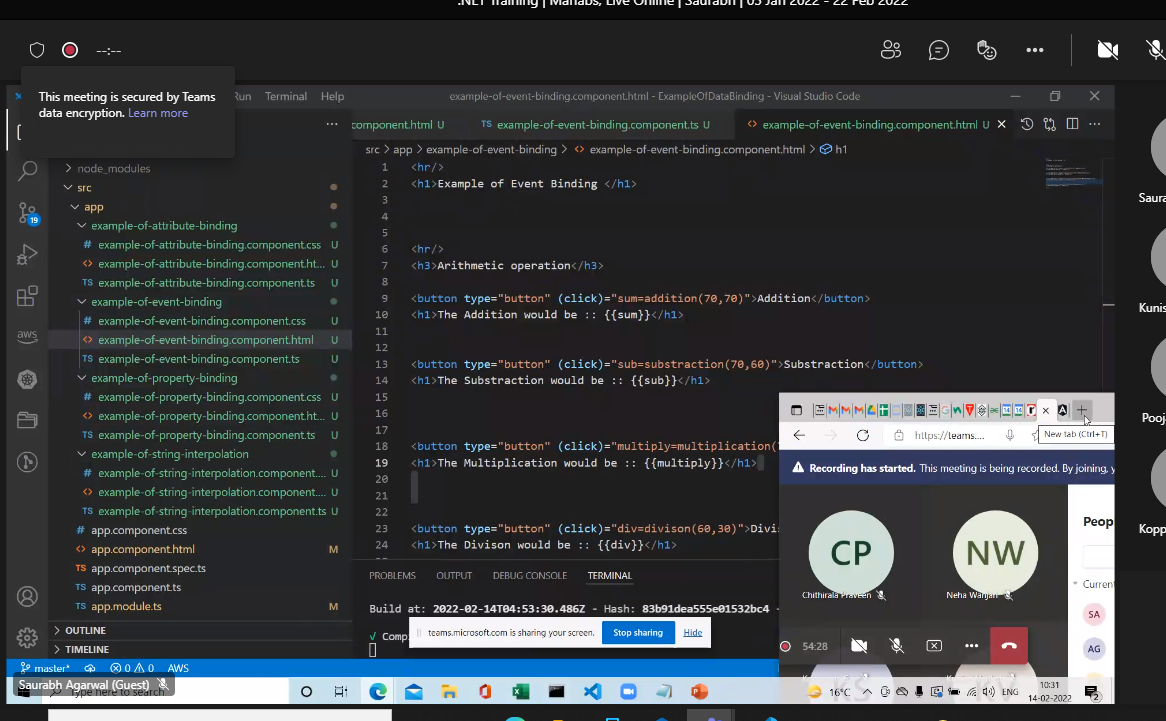 .NET Training | Manabs, Live Online | Saurabh | 03 Jan 2022 - 22 Feb 2022
--:--
This meeting is secured by Teams
data encryption. Learn more
Run Terminal Help
example-of-event-binding.component.html - ExampleOfDataBinding - Visual Studio Code
component.html U
TS example-of-event-binding.component.ts U
<> example-of-event-binding.component.html U
src > app > example-of-event-binding > <> example-of-event-binding.component.html > h1
node_modules
src
app
example-of-attribute-binding
# example-of-attribute-binding.component.css U
<> example-of-attribute-binding.component.ht... U
TS example-of-attribute-binding.component.ts U
example-of-event-binding
# example-of-event-binding.component.css U
<> example-of-event-binding.component.html U
TS example-of-event-binding.component.ts U
example-of-property-binding
# example-of-property-binding.component.css U
<> example-of-property-binding.component.ht... U
TS example-of-property-binding.component.ts U
example-of-string-interpolation
# example-of-string-interpolation.component.... U
<> example-of-string-interpolation.component.... U
TS example-of-string-interpolation.component.ts U
# app.component.css
<> app.component.html M
TS app.component.spec.ts
TS app.component.ts
TS app.module.ts M
OUTLINE
TIMELINE
19
aws
1 <hr/>
2 <h1>Example of Event Binding </h1>
3
4
5
6 <hr/>
7 <h3>Arithmetic operation</h3>
8
9 <button type="button" (click)="sum=addition(70,70)">Addition</button>
10 <h1>The Addition would be :: {{sum}}</h1>
11
12
13 <button type="button" (click)="sub=substraction(70,60)">Substraction</button>
14 <h1>The Substraction would be :: {{sub}}</h1>
15
16
17
18 <button type="button" (click)="multiply=multiplication(
19 <h1>The Multiplication would be :: {{multiply}}</h1>
20
21
22
23 <button type="button" (click)="div=divison(60,30)">Divi
24 <h1>The Divison would be :: {{div}}</h1>
PROBLEMS OUTPUT DEBUG CONSOLE TERMINAL
Build at: 2022-02-14T04:53:30.486Z - Hash: 83b91dea555e01532bc4 -
√ Comp
teams.microsoft.com is sharing your screen. Stop sharing Hide
https://teams....
New tab (Ctrl+T)
Recording has started. This meeting is being recorded. By joining, y
CP
Chithirala Praveen
NW
Neha Wanjari
Peop
Current
SA
AG
54:28
Saura
Kunis
Pooj
Kopp
master* 0 0 AWS
Saurabh Agarwal (Guest)
Type here to search
16°C
ENG
10:31
14-02-2022
2